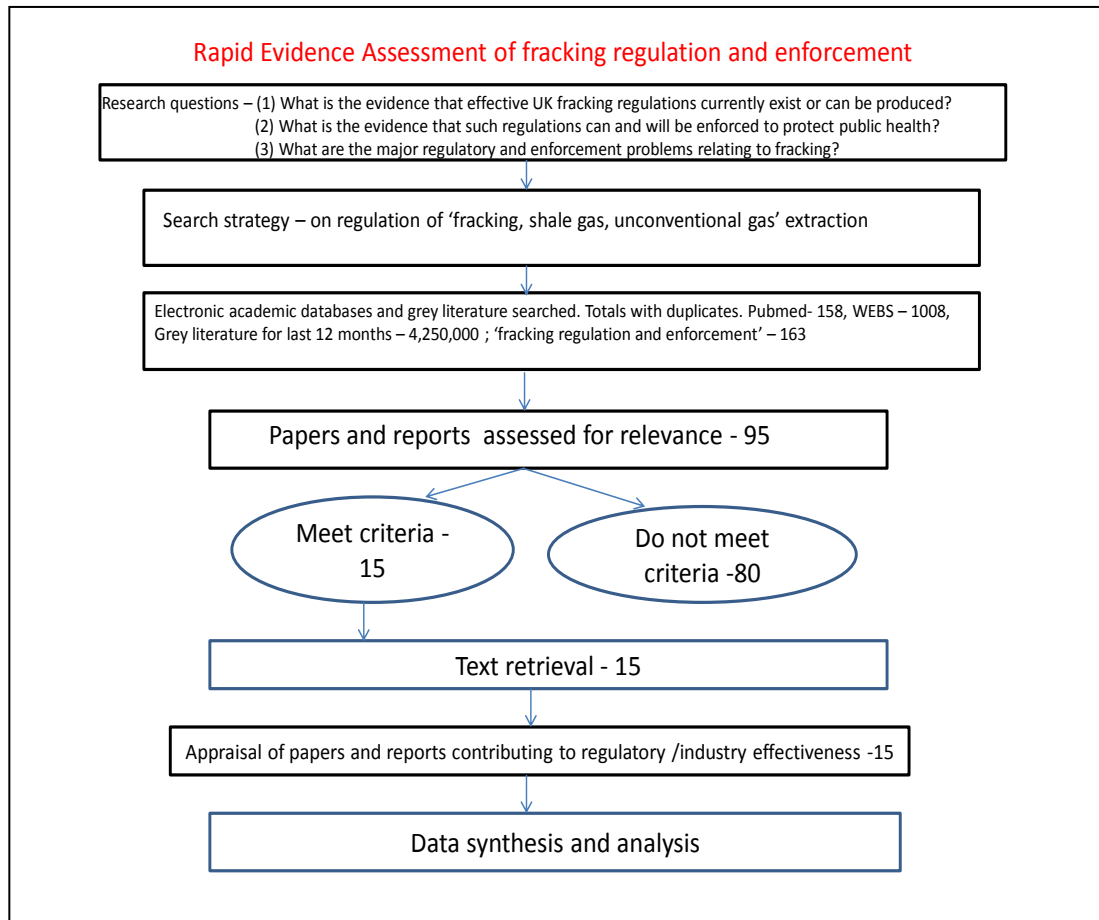 Rapid Evidence Assessment of fracking regulation and enforcement
Research questions – (1) What is the evidence that effective UK fracking regulations currently exist or can be produced?
(2) What is the evidence that such regulations can and will be enforced to protect public health?
(3) What are the major regulatory and enforcement problems relating to fracking?
Search strategy – on regulation of ‘fracking, shale gas, unconventional gas’ extraction
Electronic academic databases and grey literature searched. Totals with duplicates. Pubmed- 158, WEBS – 1008,
Grey literature for last 12 months – 4,250,000 ; ‘fracking regulation and enforcement’ – 163
Papers and reports assessed for relevance - 95
Meet criteria -
15
Do not meet
criteria -80
Text retrieval - 15
Appraisal of papers and reports contributing to regulatory /industry effectiveness -15
Data synthesis and analysis